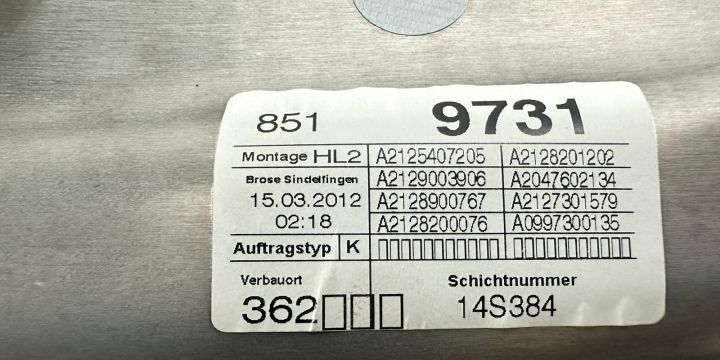 851 9731
Montage HL2 A2125407205 A2128201202
Brose Sindelfingen A2129003906 A2047602134
15.03.2012 A2128900767 A2127301579
02:18 A2128200076 A0997300135
Auftragstyp K ▯▯▯▯▯▯▯▯▯▯▯ ▯▯▯▯▯▯▯▯▯▯▯
Verbauort Schichtnummer
362▯▯▯ 14S384